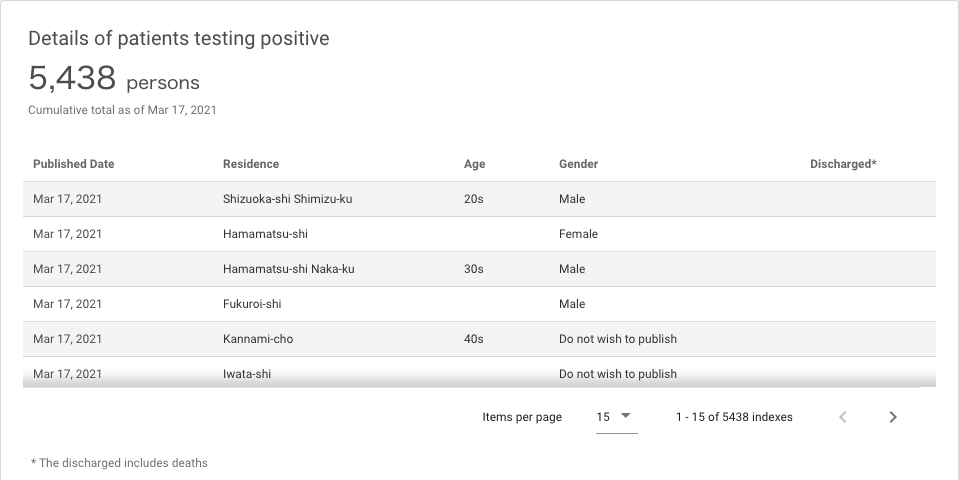 Details of patients testing positive
5,438 persons
Cumulative total as of Mar 17, 2021
Published Date Residence Age Gender Discharged*
Mar 17, 2021 Shizuoka-shi Shimizu-ku 20s Male
Mar 17, 2021 Hamamatsu-shi Female
Mar 17, 2021 Hamamatsu-shi Naka-ku 30s Male
Mar 17, 2021 Fukuroi-shi Male
Mar 17, 2021 Kannami-cho 40s Do not wish to publish
Mar 17, 2021 Iwata-shi Do not wish to publish
Items per page 15 1 - 15 of 5438 indexes
* The discharged includes deaths